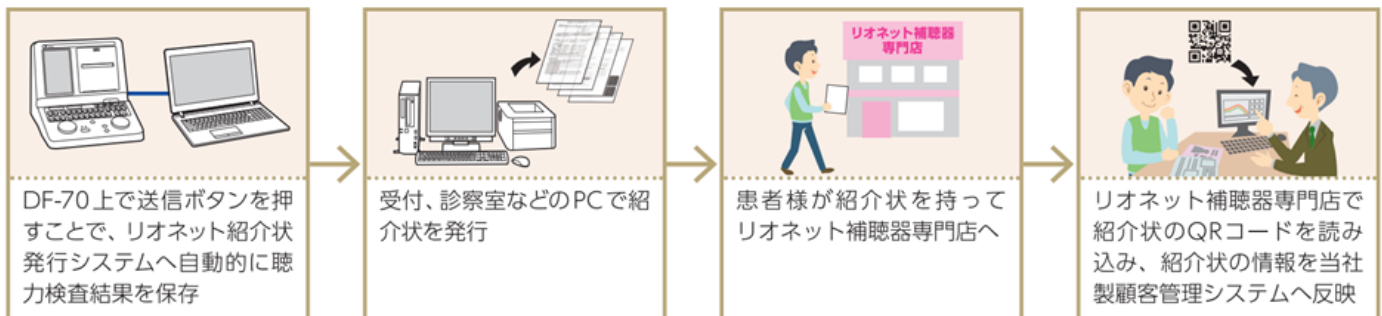 DF-70上で送信ボタンを押
すことで、リオネット紹介状
発行システムへ自動的に聴
力検査結果を保存
受付、診察室などのPCで紹
介状を発行
リオネット補聴器
専門店
患者様が紹介状を持って
リオネット補聴器専門店へ
リオネット補聴器専門店で
紹介状のQRコードを読み
込み、紹介状の情報を当社
製顧客管理システムへ反映